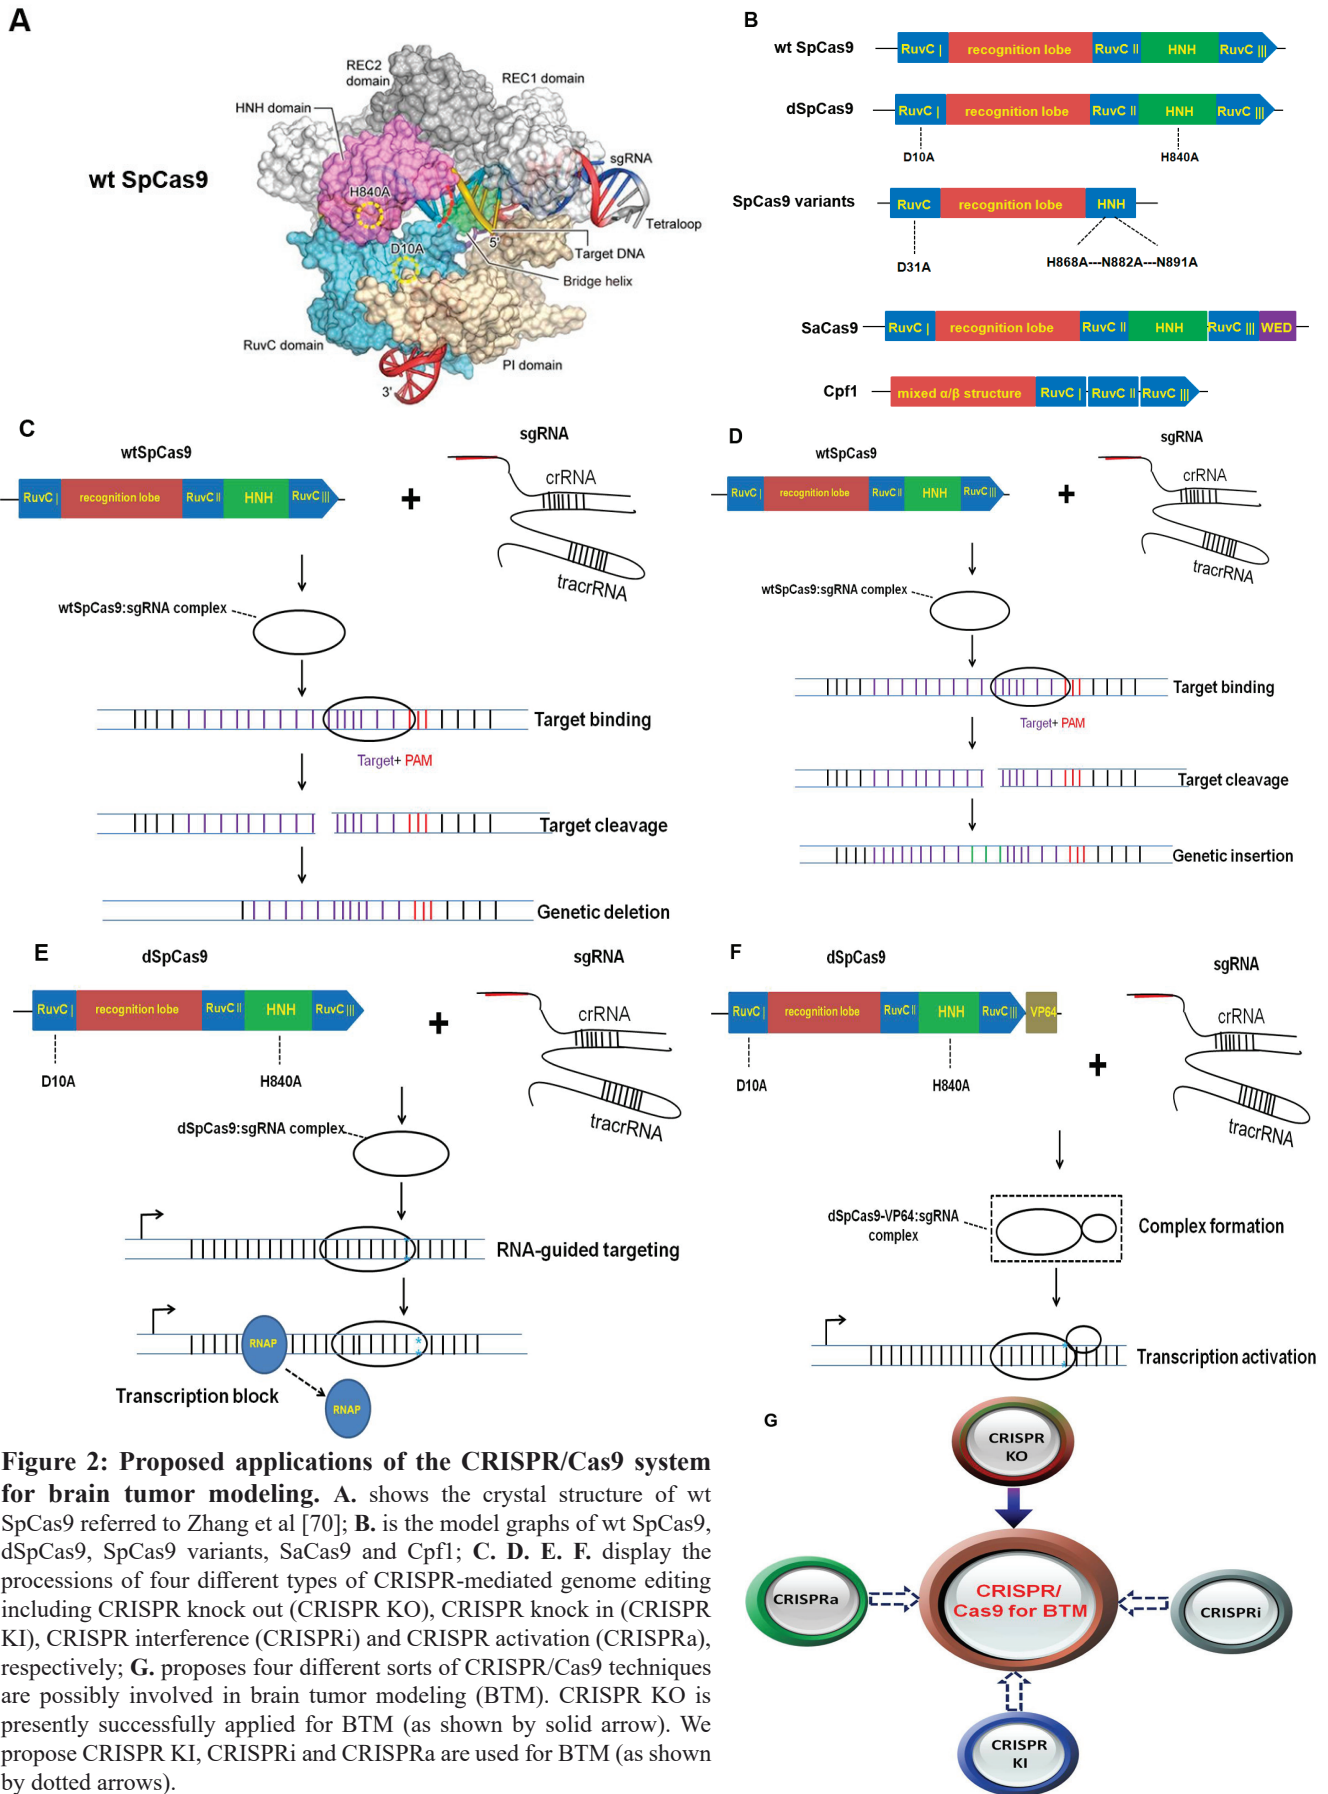 A
REC2
domain
REC1 domain
HNH domain
sgRNA
wt SpCas9
H840A
Tetraloop
5'
D10A
Target DNA
Bridge helix
RuvC domain
PI domain
3'
B
wt SpCas9
RuvC I
recognition lobe
RuvC II
HNH
RuvC III
dSpCas9
RuvC I
recognition lobe
RuvC II
HNH
RuvC III
D10A
H840A
SpCas9 variants
RuvC
recognition lobe
HNH
D31A
H868A---N882A---N891A
SaCas9
RuvC I
recognition lobe
RuvC II
HNH
RuvC III
WED
Cpf1
mixed α/β structure
RuvC I
RuvC II
RuvC III
C
wtSpCas9
sgRNA
RuvC I
recognition lobe
RuvC II
HNH
RuvC III
+
crRNA
tracrRNA
wtSpCas9:sgRNA complex
Target binding
Target+ PAM
Target cleavage
Genetic deletion
D
wtSpCas9
sgRNA
RuvC I
recognition lobe
RuvC II
HNH
RuvC III
+
crRNA
tracrRNA
wtSpCas9:sgRNA complex
Target binding
Target+ PAM
Target cleavage
Genetic insertion
E
dSpCas9
sgRNA
RuvC I
recognition lobe
RuvC II
HNH
RuvC III
+
crRNA
D10A
H840A
tracrRNA
dSpCas9:sgRNA complex
RNA-guided targeting
*
RNAP
*
*
Transcription block
RNAP
F
dSpCas9
sgRNA
RuvC I
recognition lobe
RuvC II
HNH
RuvC III
VP64
+
crRNA
D10A
H840A
tracrRNA
dSpCas9-VP64:sgRNA
complex
Complex formation
*
Transcription activation
G
CRISPR
KO
CRISPRa
CRISPR/
Cas9 for BTM
CRISPRi
CRISPR
KI
Figure 2: Proposed applications of the CRISPR/Cas9 system
for brain tumor modeling. A. shows the crystal structure of wt
SpCas9 referred to Zhang et al [70]; B. is the model graphs of wt SpCas9,
dSpCas9, SpCas9 variants, SaCas9 and Cpf1; C. D. E. F. display the
processions of four different types of CRISPR-mediated genome editing
including CRISPR knock out (CRISPR KO), CRISPR knock in (CRISPR
KI), CRISPR interference (CRISPRi) and CRISPR activation (CRISPRa),
respectively; G. proposes four different sorts of CRISPR/Cas9 techniques
are possibly involved in brain tumor modeling (BTM). CRISPR KO is
presently successfully applied for BTM (as shown by solid arrow). We
propose CRISPR KI, CRISPRi and CRISPRa are used for BTM (as shown
by dotted arrows).